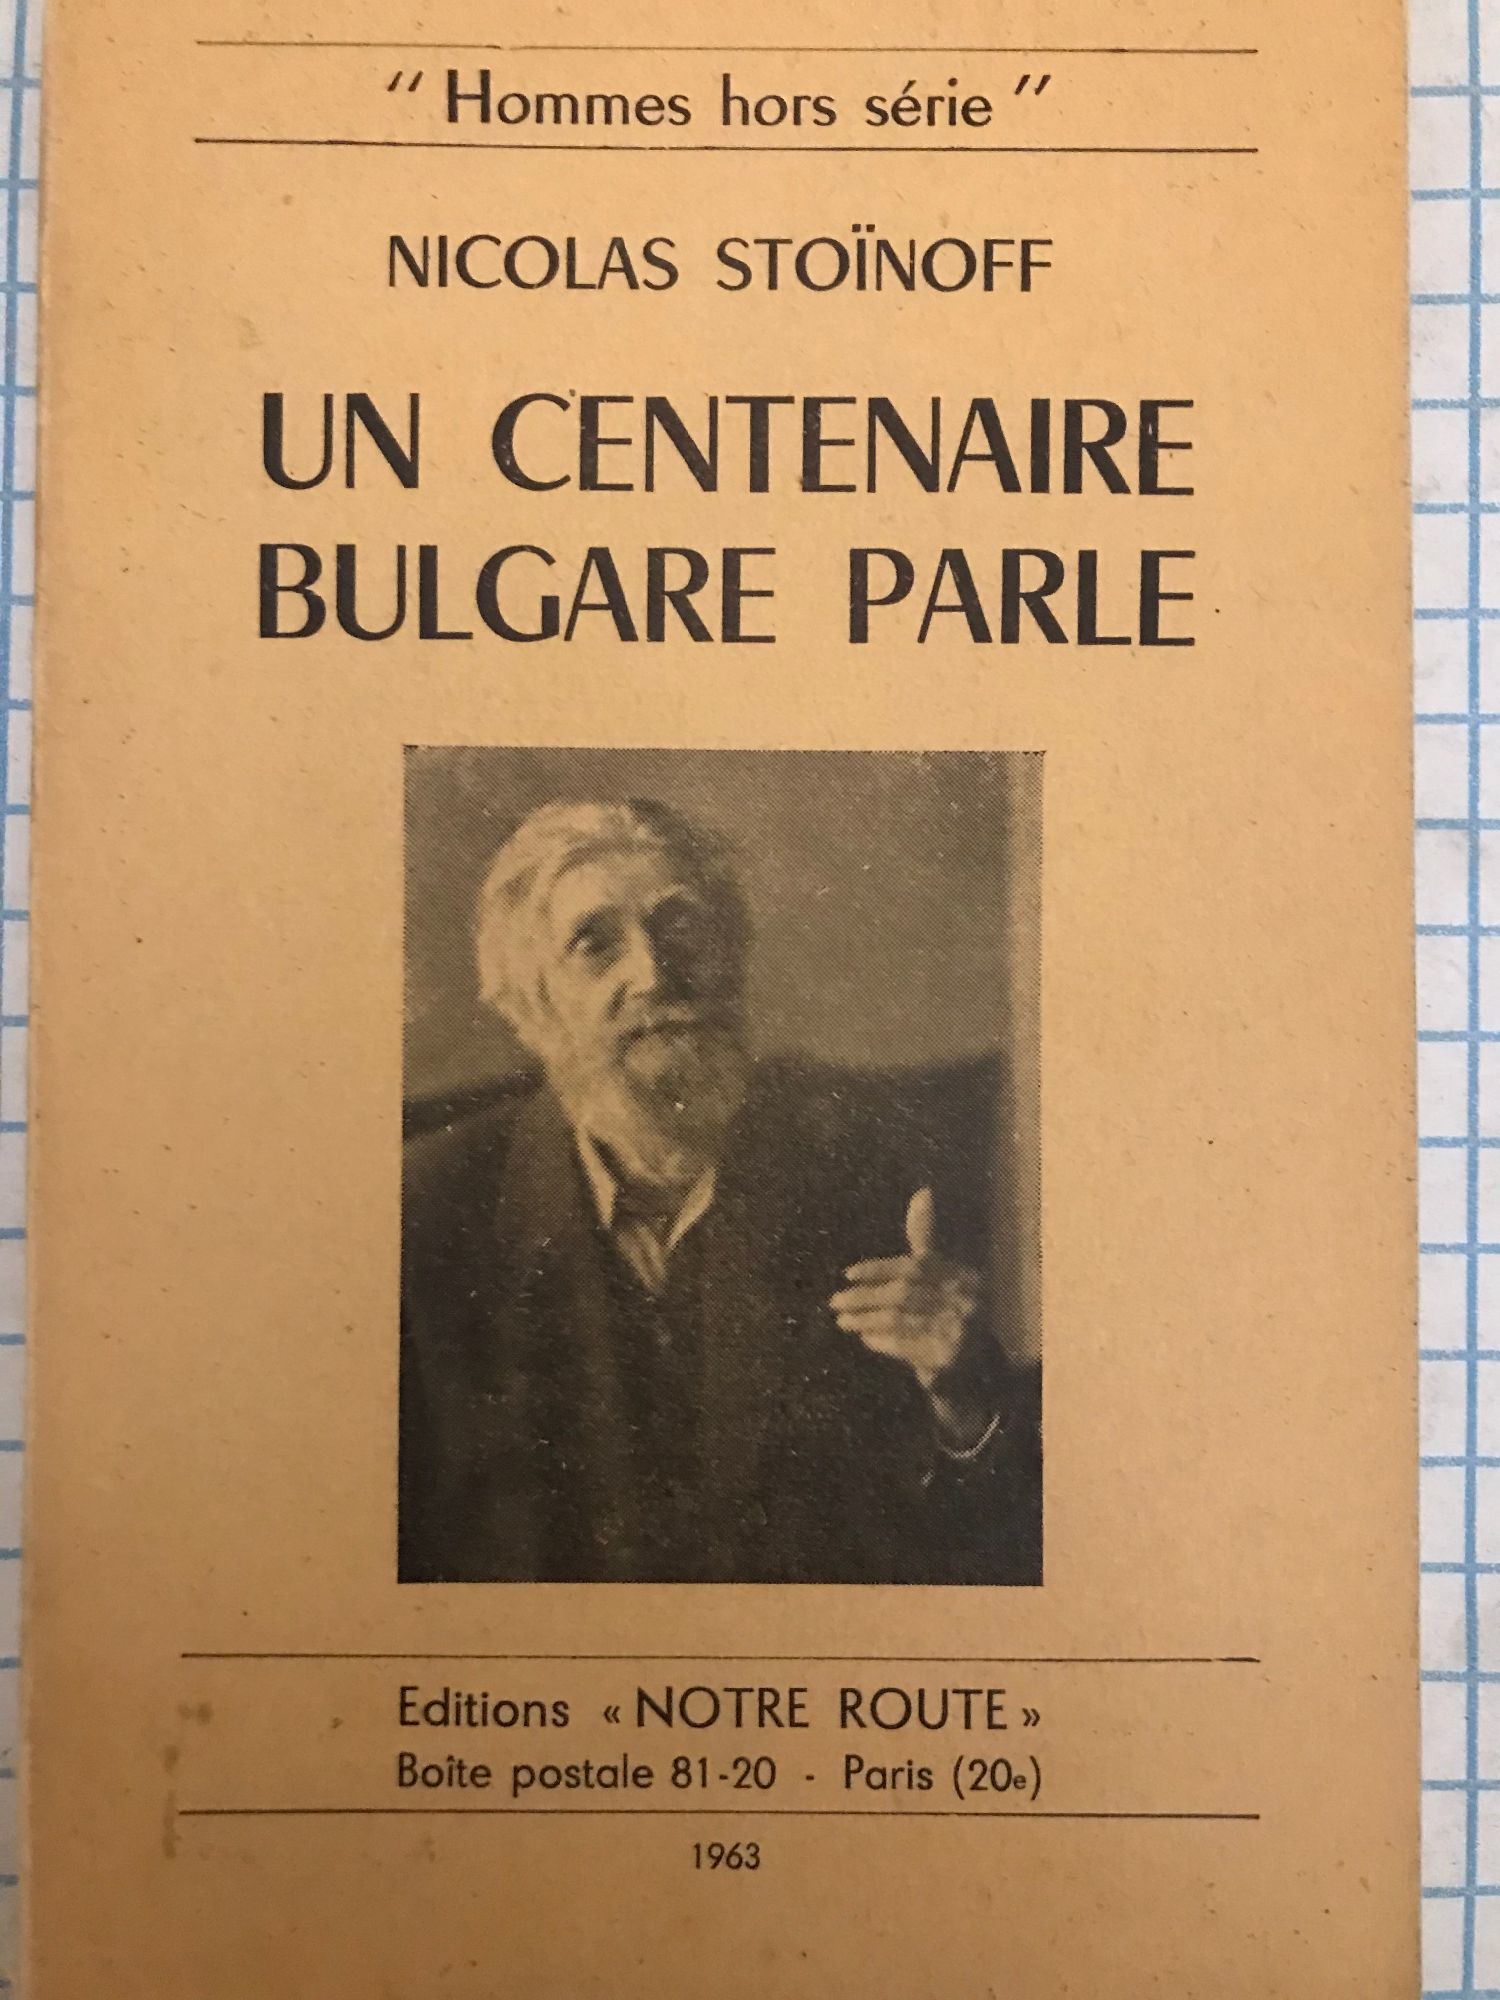 " Hommes hors série "
NICOLAS STOÏNOFF
UN CENTENAIRE
BULGARE PARLE
Editions « NOTRE ROUTE »
Boîte postale 81-20 - Paris (20e)
1963